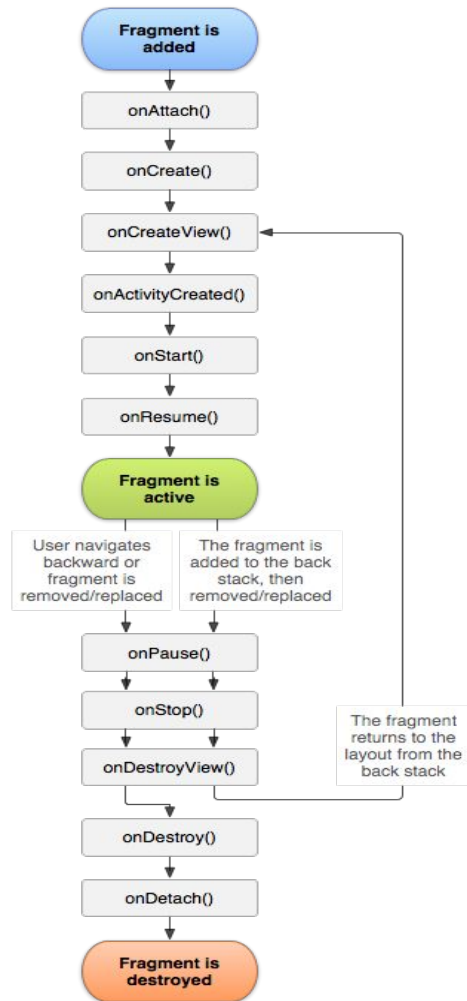 Fragment is
added
onAttach()
onCreate()
onCreateView()
onActivityCreated()
onStart()
onResume()
Fragment is
active
User navigates
backward or
fragment is
removed/replaced
The fragment is
added to the back
stack, then
removed/replaced
onPause()
onStop()
onDestroyView()
The fragment
returns to the
layout from the
back stack
onDestroy()
onDetach()
Fragment is
destroyed